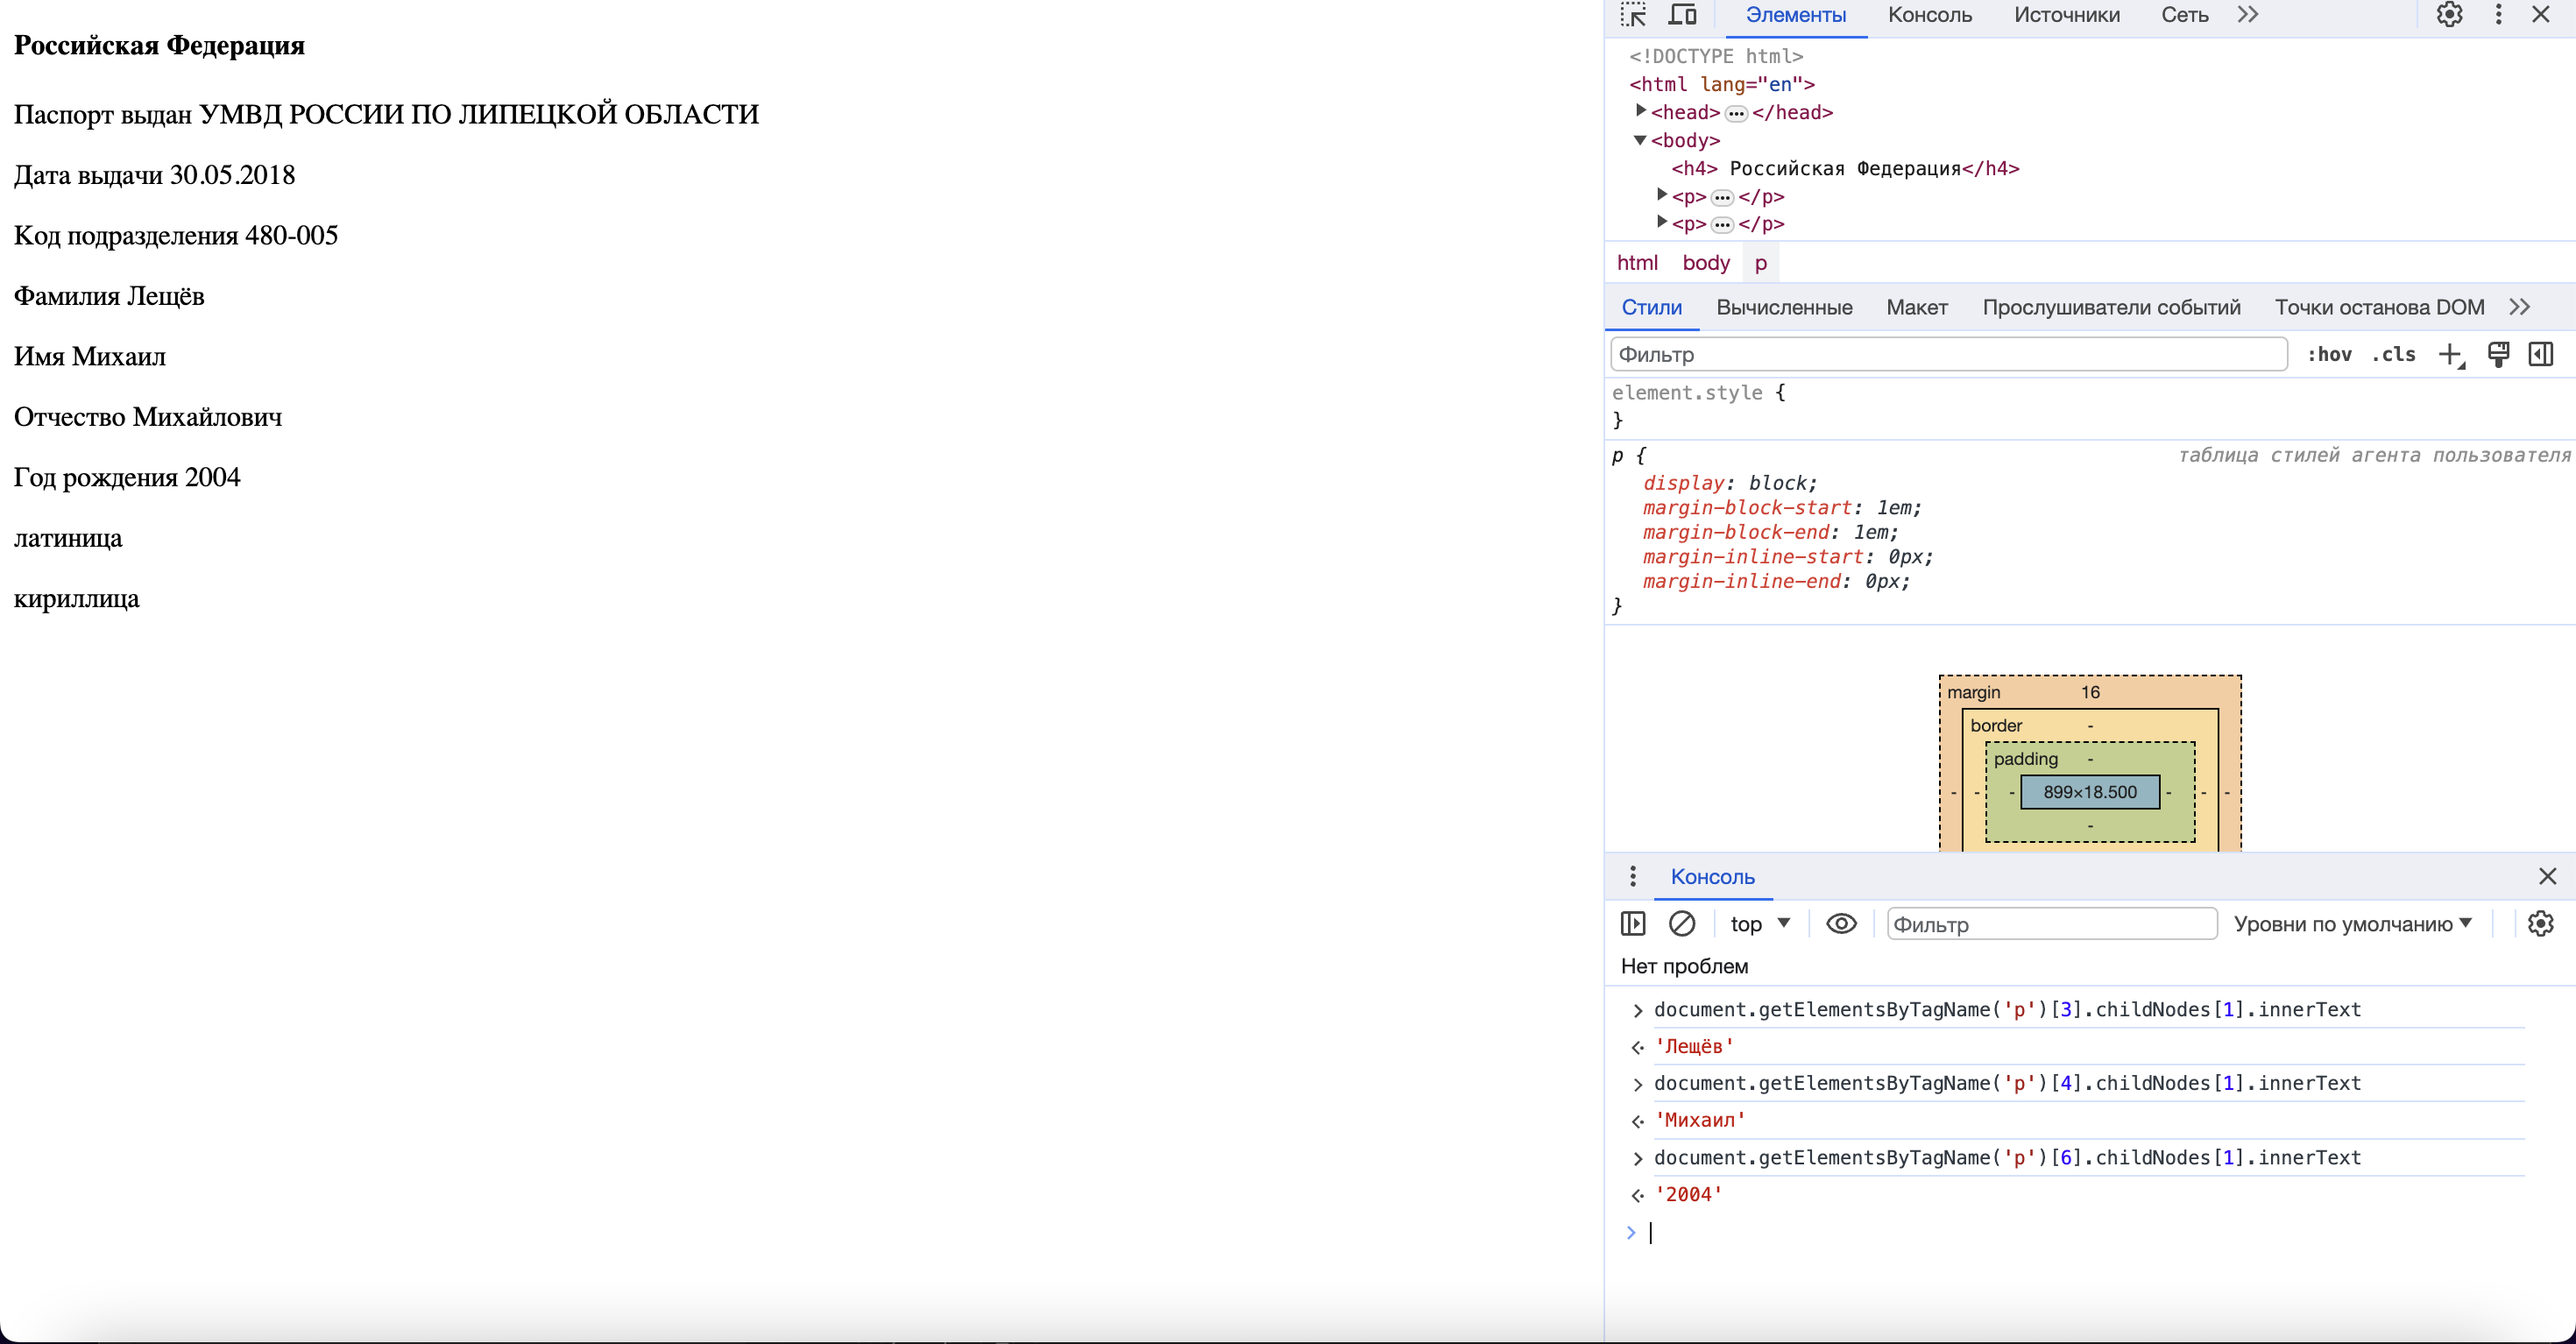 Российская Федерация
Паспорт выдан УМВД РОССИИ ПО ЛИПЕЦКОЙ ОБЛАСТИ
Дата выдачи 30.05.2018
Код подразделения 480-005
Фамилия Лещёв
Имя Михаил
Отчество Михайлович
Год рождения 2004
латиница
кириллица
Элементы Консоль Источники Сеть
<!DOCTYPE html>
<html lang="en">
<head> ••• </head>
<body>
<h4> Российская Федерация</h4>
<p> ••• </p>
<p> ••• </p>
html body p
Стили Вычисленные Макет Прослушиватели событий Точки останова DOM
Фильтр :hov .cls
element.style {
}
p { таблица стилей агента пользователя
display: block;
margin-block-start: 1em;
margin-block-end: 1em;
margin-inline-start: 0px;
margin-inline-end: 0px;
}
margin 16
border -
padding -
- - - 899×18.500 - - -
-
Консоль
top Фильтр Уровни по умолчанию
Нет проблем
document.getElementsByTagName('p')[3].childNodes[1].innerText
'Лещёв'
document.getElementsByTagName('p')[4].childNodes[1].innerText
'Михаил'
document.getElementsByTagName('p')[6].childNodes[1].innerText
'2004'